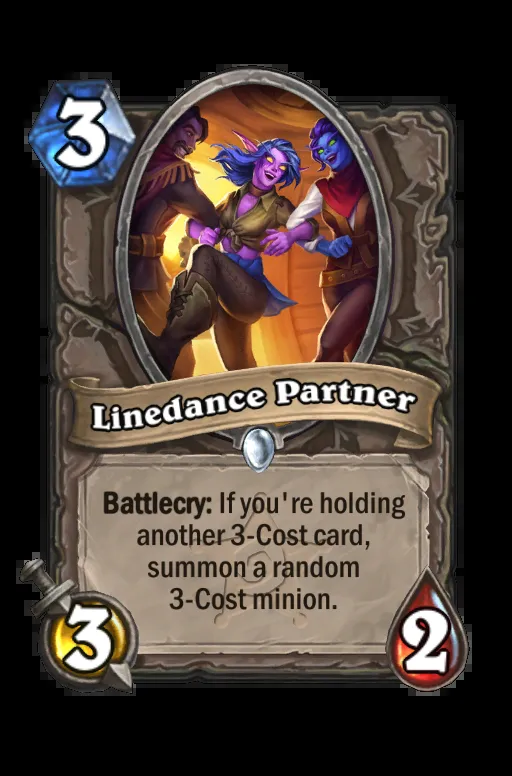 3
Linedance Partner
Battlecry: If you're holding
another 3-Cost card,
summon a random
3-Cost minion.
3
2